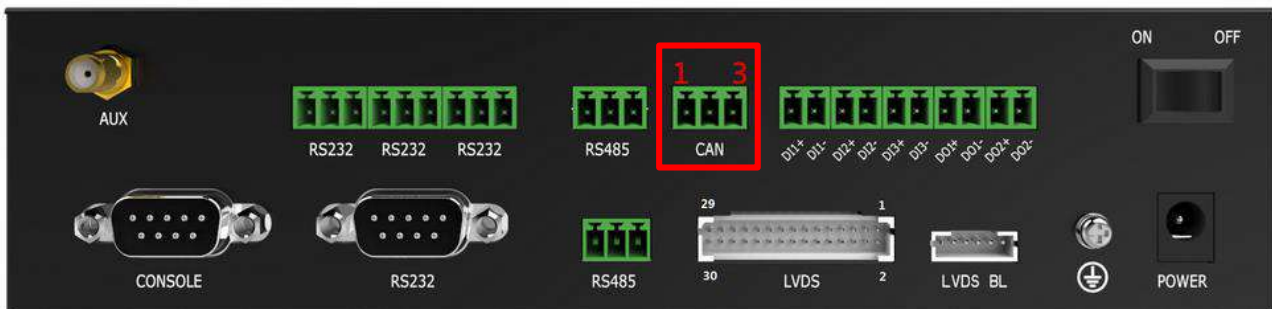 ON OFF
1 3
AUX
RS232 RS232 RS232 RS485 CAN DI1+ DI1- DI2+ DI2- DI3+ DI3- DO1+ DO1- DO2+ DO2-
29 1
30 2
CONSOLE RS232 RS485 LVDS LVDS BL POWER